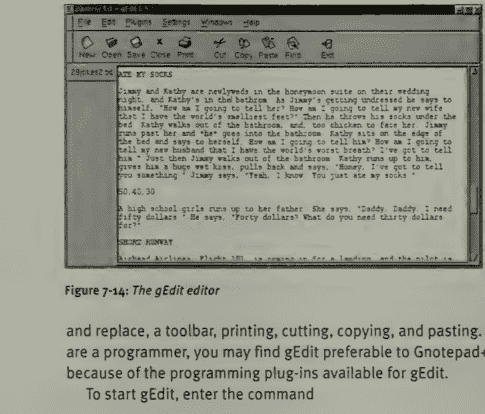 File Edit Plugins Settings Windows Help
New Open Save Close Print Cut Copy Paste Find Exit
ATE MY SOCKS
Jimmy and Kathy are newlyweds in the honeymoon suite on their wedding
night, and Kathy's in the bathroom. As Jimmy's getting undressed he says to
himself, "How am I going to tell her? How am I going to tell my new wife
that I have the world's smelliest feet?" Then he throws his socks under the
bed. Kathy walks out of the bathroom, and, too chicken to face her, Jimmy
runs past her and *he* goes into the bathroom. Kathy sits on the edge of
the bed and says to herself, How am I going to tell him? How am I going to
tell my new husband that I have the world's worst breath? I've got to tell
him." Just then Jimmy walks out of the bathroom. Kathy runs up to him,
gives him a huge wet kiss, pulls back and says, "Honey, I've got to tell
you something." Jimmy says, "Yeah, I know. You just ate my socks."
50,40,30
A high school girls runs up to her father. She says, "Daddy, Daddy, I need
fifty dollars." He says, "Forty dollars? What do you need thirty dollars
for?"
SHORT RUNWAY
Figure 7-14: The gEdit editor
and replace, a toolbar, printing, cutting, copying, and pasting.
are a programmer, you may find gEdit preferable to Gnotepad+
because of the programming plug-ins available for gEdit.
To start gEdit, enter the command